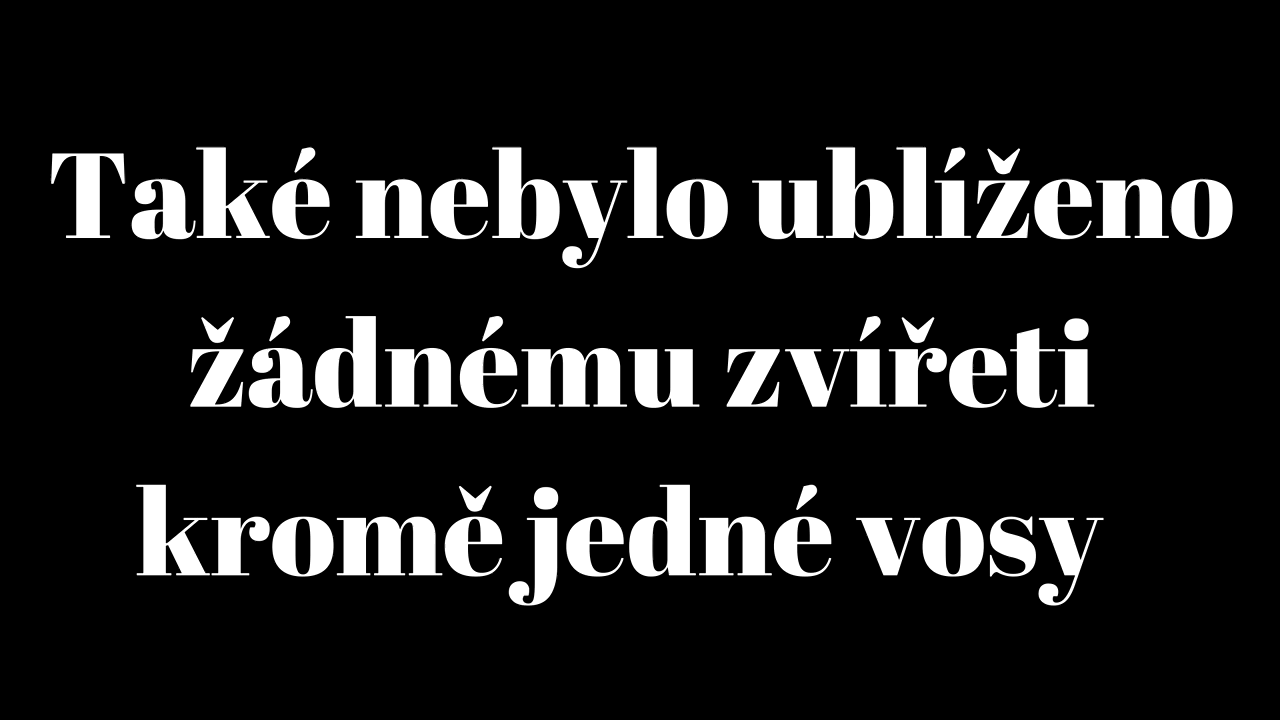 Také nebylo ublíženo
žádnému zvířeti
kromě jedné vosy